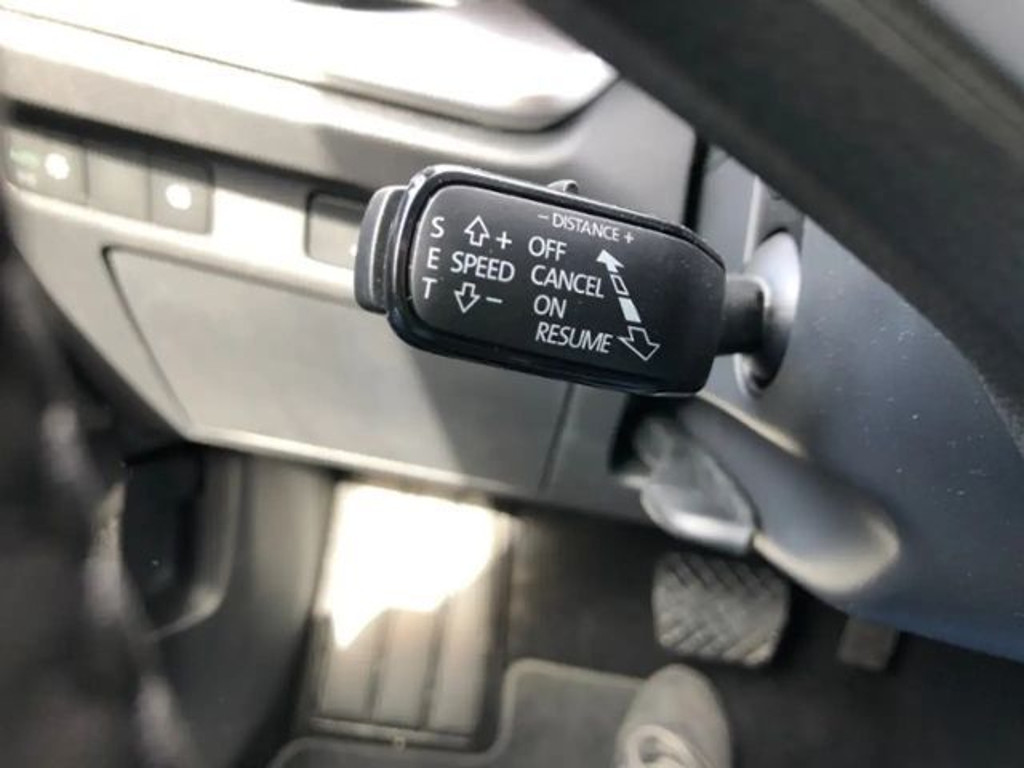 − DISTANCE +
S
E
T
+
SPEED
−
OFF
CANCEL
ON
RESUME